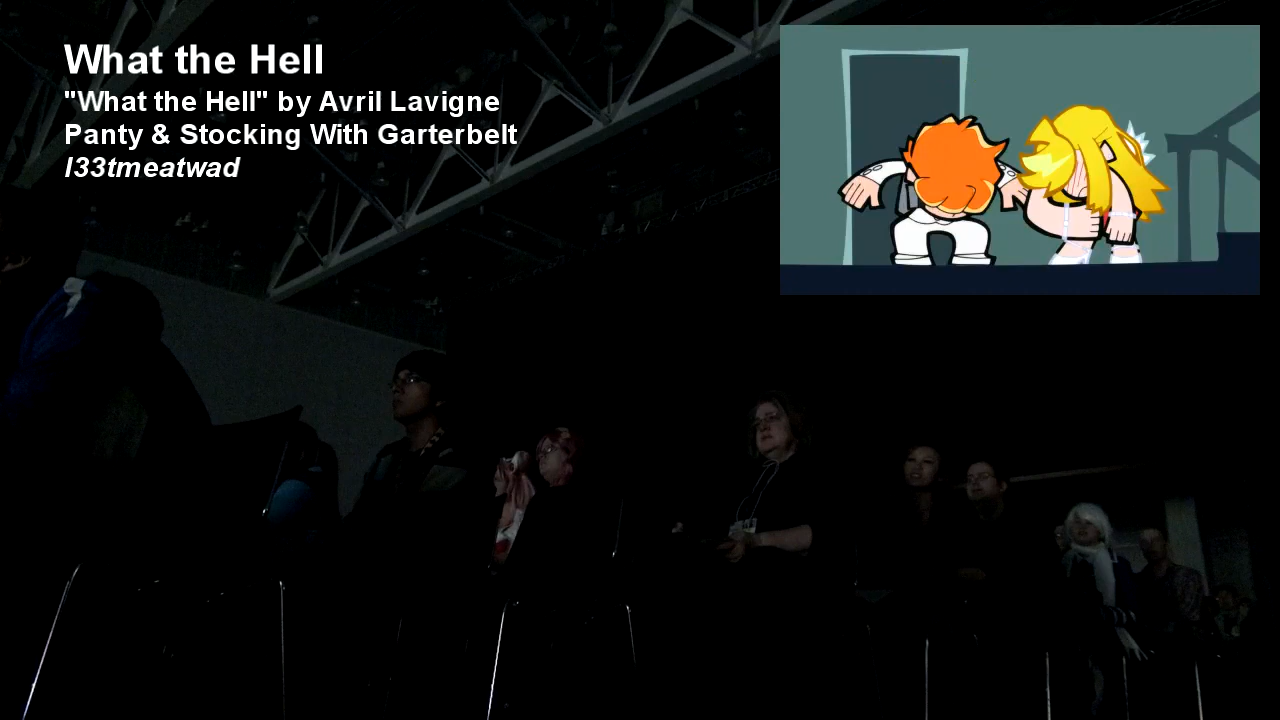 What the Hell
"What the Hell" by Avril Lavigne
Panty & Stocking With Garterbelt
l33tmeatwad